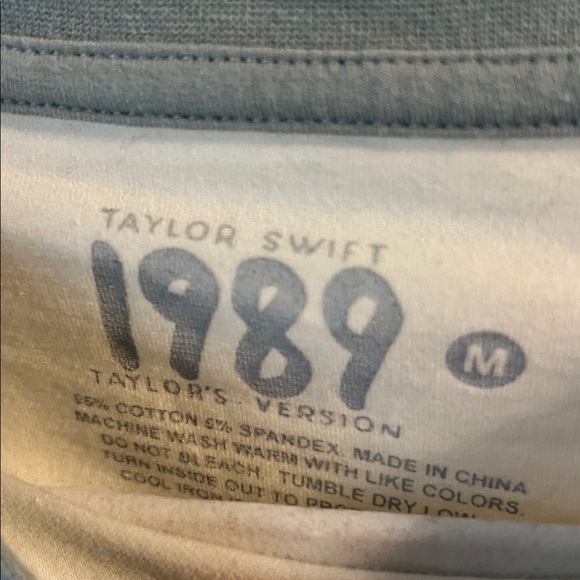 TAYLOR SWIFT
1989
M
TAYLOR'S VERSION
95% COTTON 5% SPANDEX. MADE IN CHINA
MACHINE WASH WARM WITH LIKE COLORS.
DO NOT BLEACH. TUMBLE DRY LOW.
TURN INSIDE OUT TO
COOL IRON